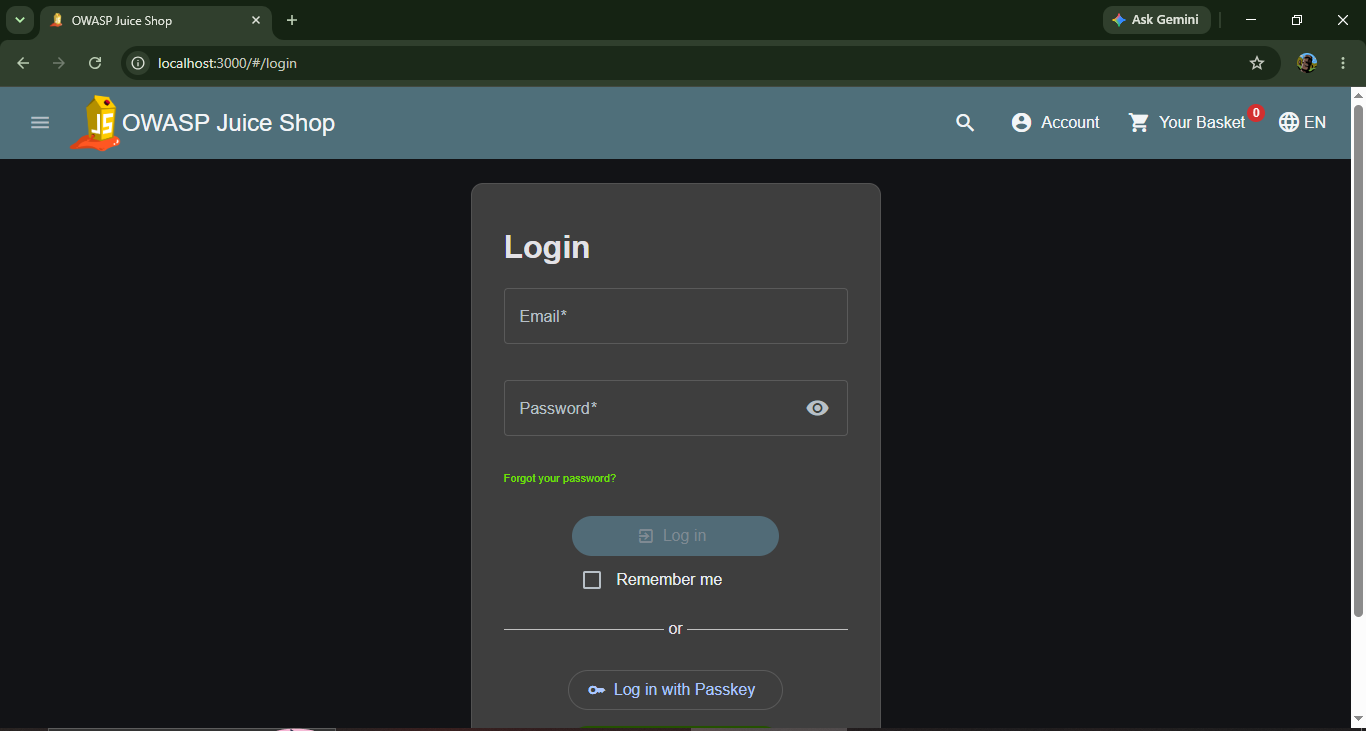 OWASP Juice Shop
Ask Gemini
localhost:3000/#/login
JS
OWASP Juice Shop
Account
Your Basket
0
EN
Login
Email*
Password*
Forgot your password?
Log in
Remember me
or
Log in with Passkey